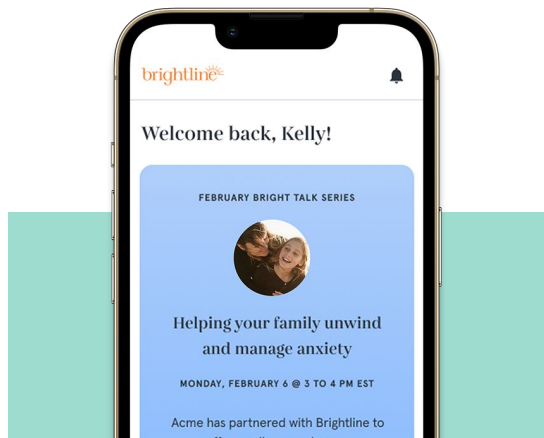 brightline
Welcome back, Kelly!
FEBRUARY BRIGHT TALK SERIES
Helping your family unwind
and manage anxiety
MONDAY, FEBRUARY 6 @ 3 TO 4 PM EST
Acme has partnered with Brightline to